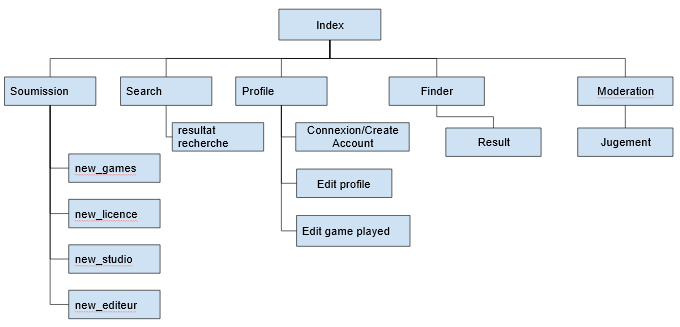 Index
Soumission
Search
Profile
Finder
Moderation
resultat
recherche
Connexion/Create
Account
Result
Jugement
new_games
Edit profile
new_licence
Edit game played
new_studio
new_editeur